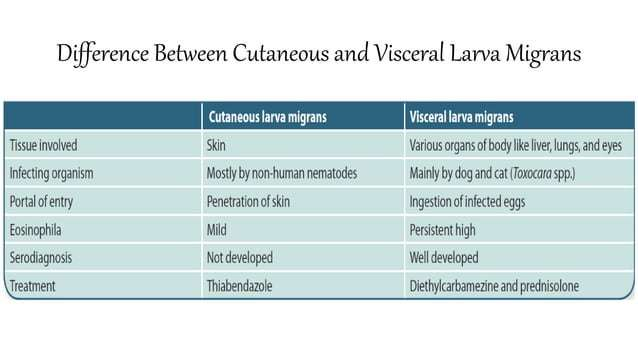 Difference Between Cutaneous and Visceral Larva Migrans
Cutaneous larva migrans Visceral larva migrans
Tissue involved Skin Various organs of body like liver, lungs, and eyes
Infecting organism Mostly by non-human nematodes Mainly by dog and cat (Toxocara spp.)
Portal of entry Penetration of skin Ingestion of infected eggs
Eosinophila Mild Persistent high
Serodiagnosis Not developed Well developed
Treatment Thiabendazole Diethylcarbamezine and prednisolone